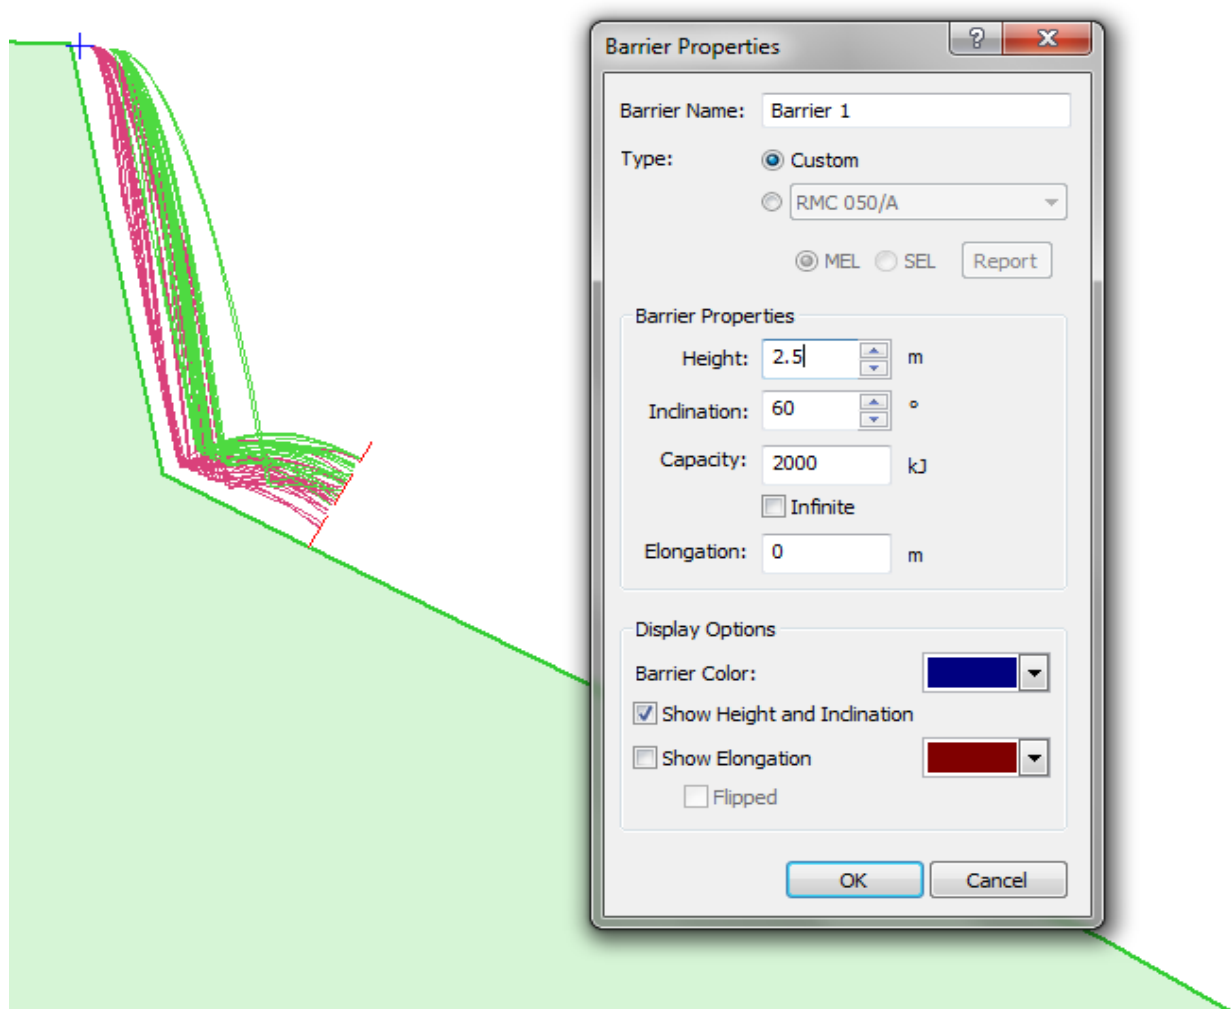 Barrier Properties
?
Barrier Name: Barrier 1
Type: Custom
RMC 050/A
MEL SEL Report
Barrier Properties
Height: 2.5 m
Inclination: 60 °
Capacity: 2000 kJ
Infinite
Elongation: 0 m
Display Options
Barrier Color:
Show Height and Inclination
Show Elongation
Flipped
OK Cancel